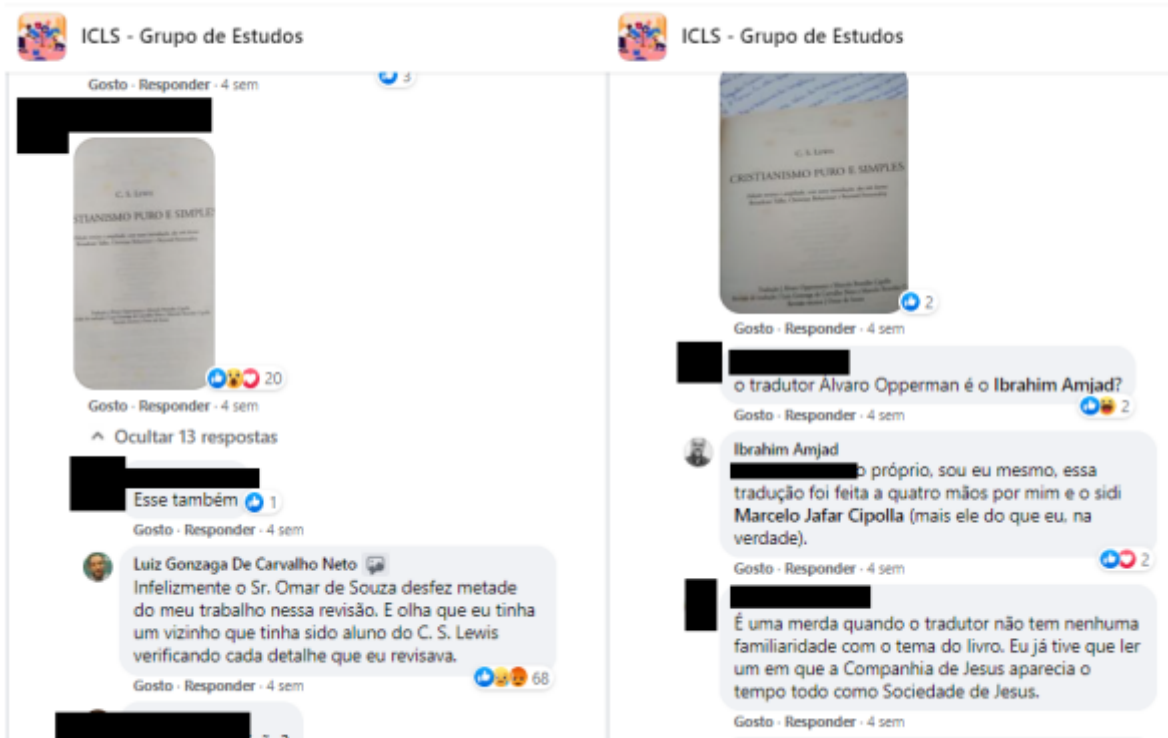 ICLS - Grupo de Estudos
Gosto · Responder · 4 sem
3
C. S. Lewis
STIANISMO PURO E SIMPLES
20
Gosto · Responder · 4 sem
Ocultar 13 respostas
Esse também 1
Gosto · Responder · 4 sem
Luiz Gonzaga De Carvalho Neto
Infelizmente o Sr. Omar de Souza desfez metade
do meu trabalho nessa revisão. E olha que eu tinha
um vizinho que tinha sido aluno do C. S. Lewis
verificando cada detalhe que eu revisava.
68
Gosto · Responder · 4 sem
ICLS - Grupo de Estudos
C. S. Lewis
CRISTIANISMO PURO E SIMPLES
2
Gosto · Responder · 4 sem
o tradutor Álvaro Opperman é o Ibrahim Amjad?
2
Gosto · Responder · 4 sem
Ibrahim Amjad
o próprio, sou eu mesmo, essa
tradução foi feita a quatro mãos por mim e o sidi
Marcelo Jafar Cipolla (mais ele do que eu, na
verdade).
2
Gosto · Responder · 4 sem
É uma merda quando o tradutor não tem nenhuma
familiaridade com o tema do livro. Eu já tive que ler
um em que a Companhia de Jesus aparecia o
tempo todo como Sociedade de Jesus.
Gosto · Responder · 4 sem